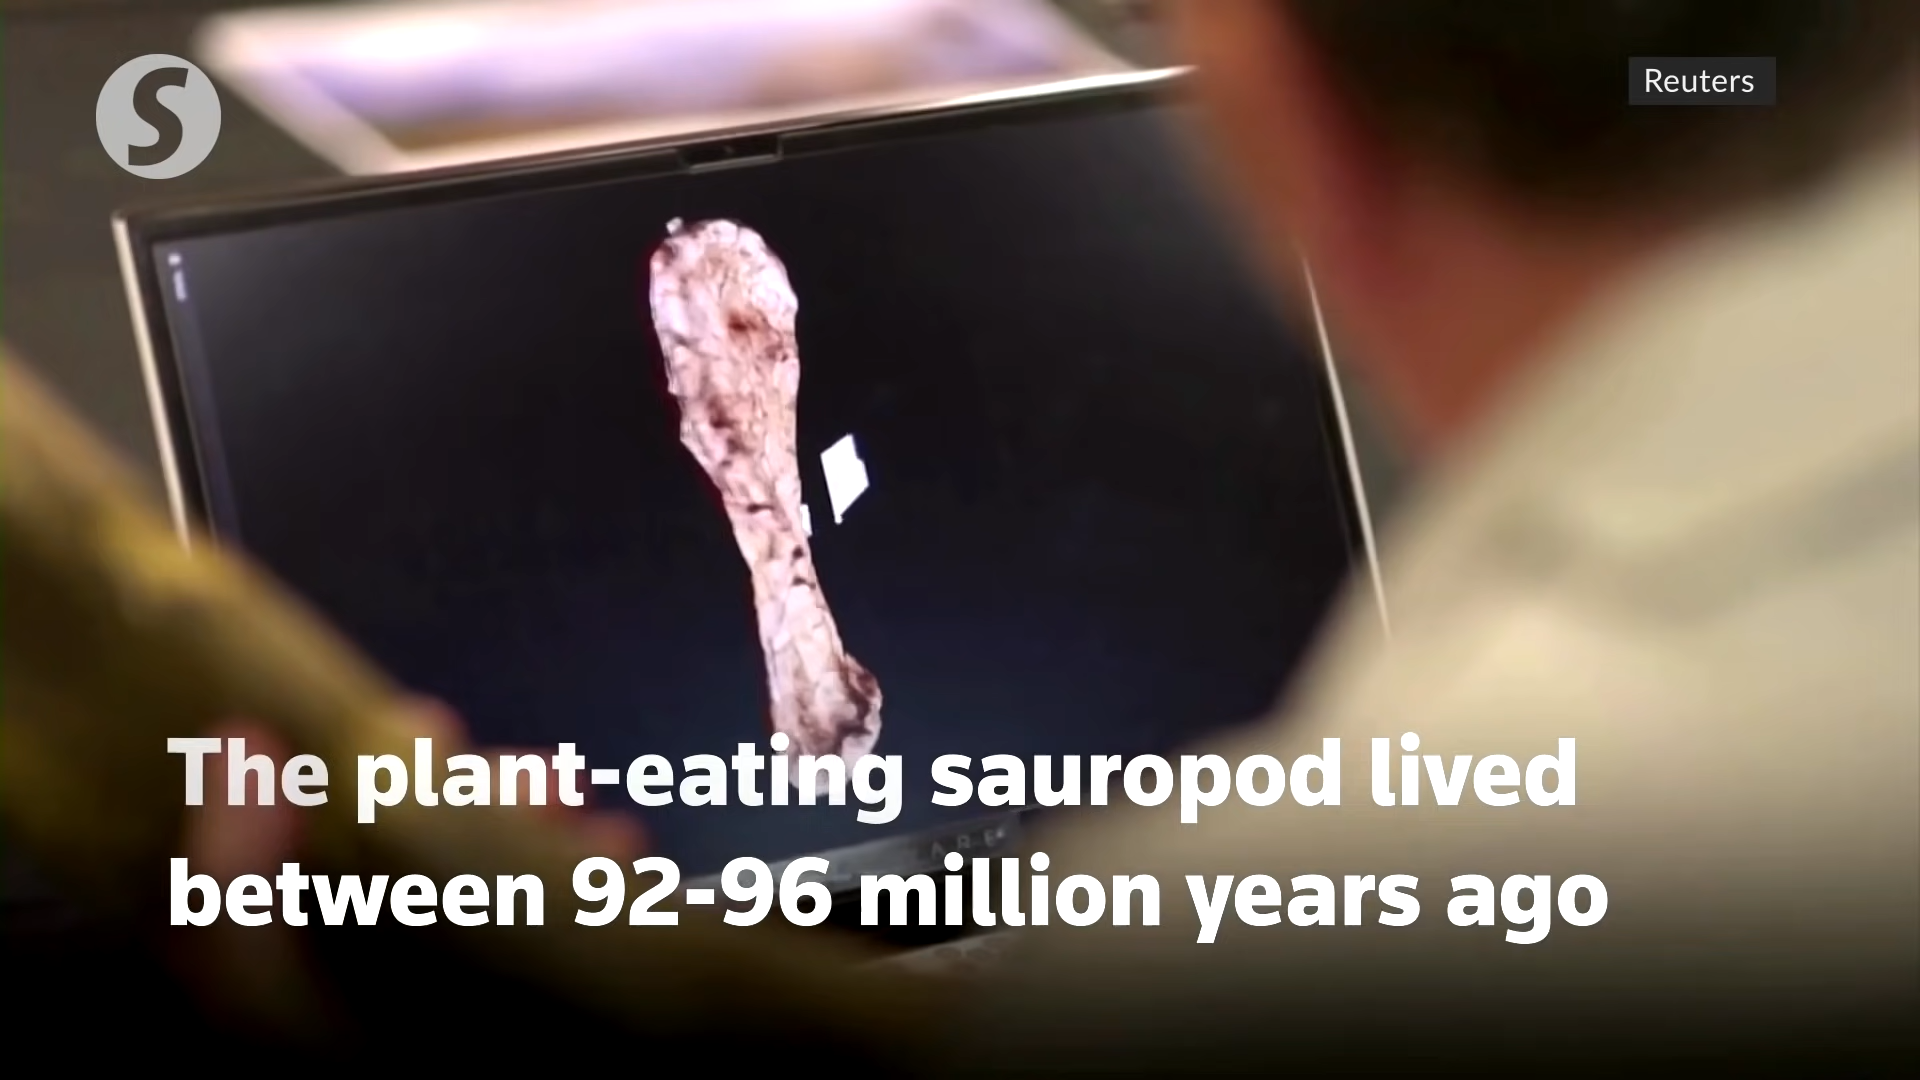 S
Reuters
The plant-eating sauropod lived
between 92-96 million years ago